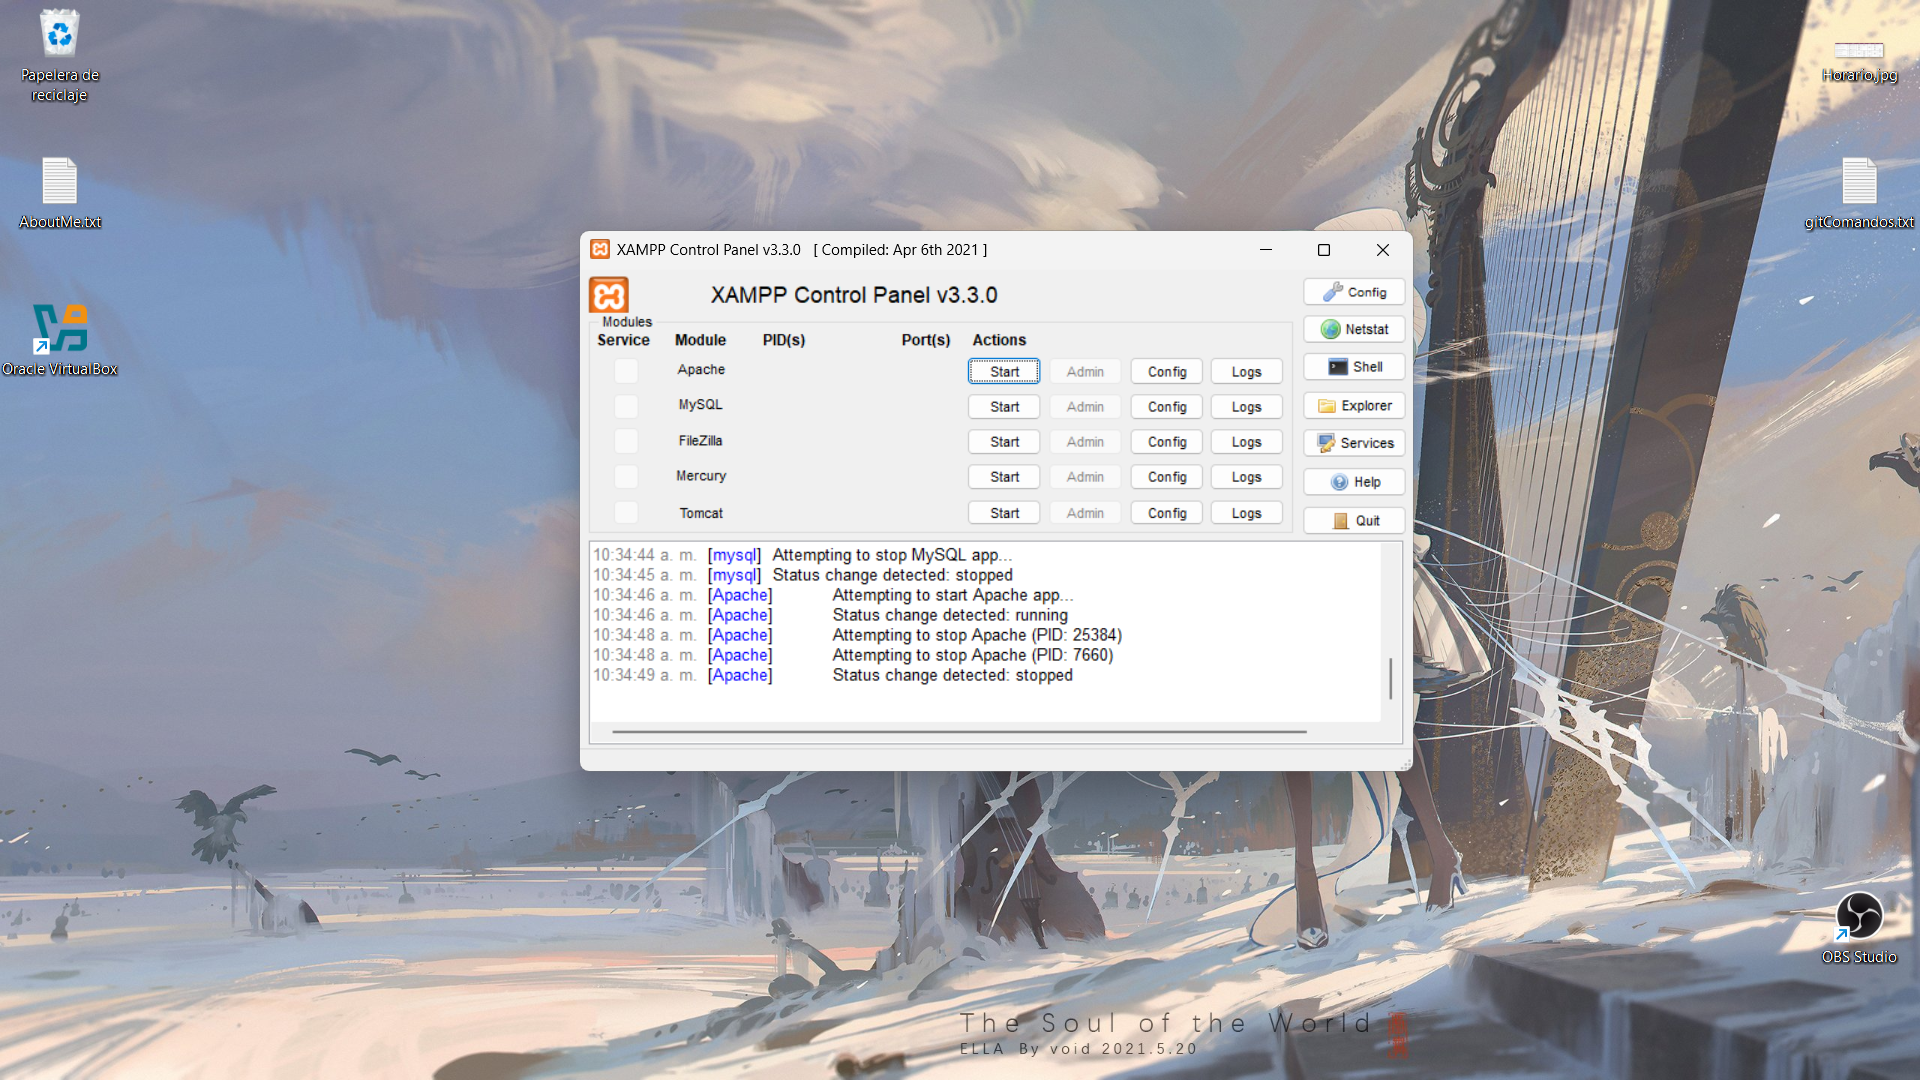 Papelera de
reciclaje
AboutMe.txt
Oracle VirtualBox
Horario.jpg
gitComandos.txt
OBS Studio
XAMPP Control Panel v3.3.0 [ Compiled: Apr 6th 2021 ]
XAMPP Control Panel v3.3.0
Modules
Service Module PID(s) Port(s) Actions
Apache Start Admin Config Logs
MySQL Start Admin Config Logs
FileZilla Start Admin Config Logs
Mercury Start Admin Config Logs
Tomcat Start Admin Config Logs
Config
Netstat
Shell
Explorer
Services
Help
Quit
10:34:44 a. m. [mysql] Attempting to stop MySQL app...
10:34:45 a. m. [mysql] Status change detected: stopped
10:34:46 a. m. [Apache] Attempting to start Apache app...
10:34:46 a. m. [Apache] Status change detected: running
10:34:48 a. m. [Apache] Attempting to stop Apache (PID: 25384)
10:34:48 a. m. [Apache] Attempting to stop Apache (PID: 7660)
10:34:49 a. m. [Apache] Status change detected: stopped
The Soul of the World
ELLA By void 2021.5.20